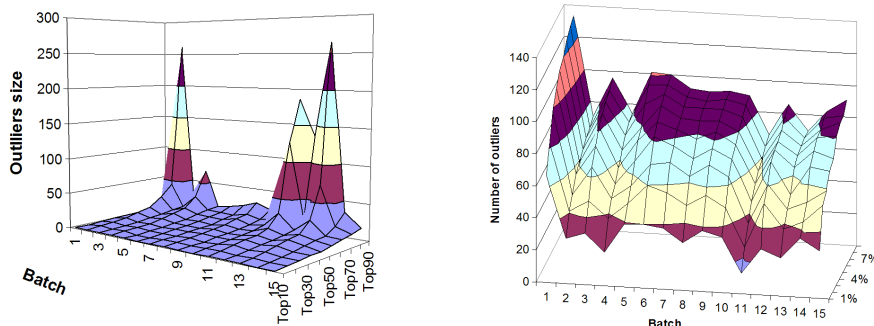 300
250
200
150
100
50
0
Outliiers size
1
3
5
7
9
11
13
15
Batch
Top10
Top30
Top50
Top70
Top90
140
120
100
80
60
40
20
0
Number of outliers
1 2 3 4 5 6 7 8 9 10 11 12 13 14 15
Batch
1%
4%
7%